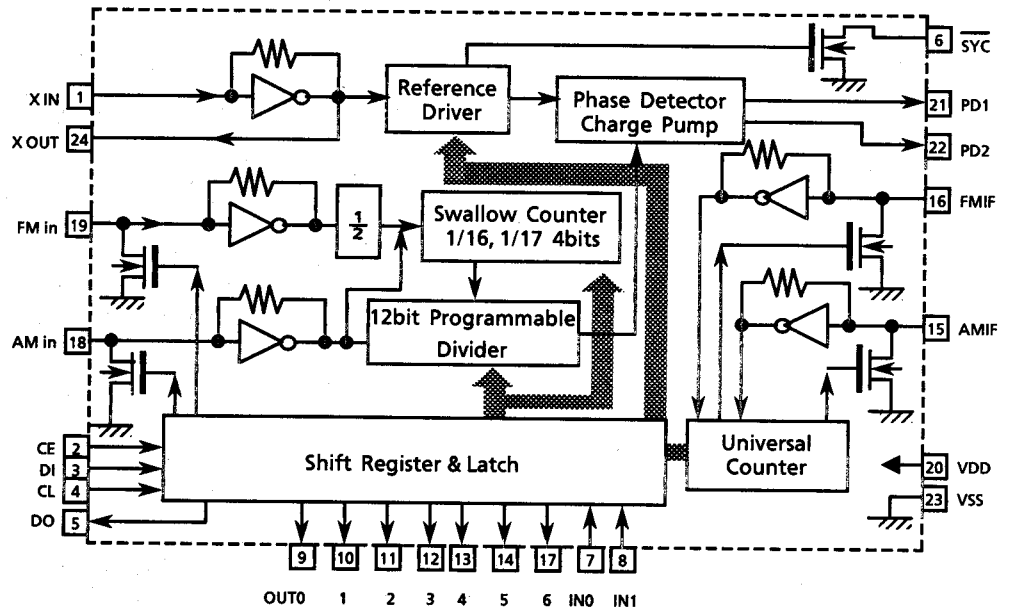 6
SYC
X IN 1
Reference
Driver
Phase Detector
Charge Pump
21 PD1
X OUT 24
22 PD2
FM in 19
1
2
Swallow Counter
1/16, 1/17 4bits
16 FMIF
AM in 18
12bit Programmable
Divider
15 AMIF
CE 2
DI 3
CL 4
DO 5
Shift Register & Latch
Universal
Counter
20 VDD
23 VSS
9 10 11 12 13 14 17 7 8
OUT0 1 2 3 4 5 6 IN0 IN1